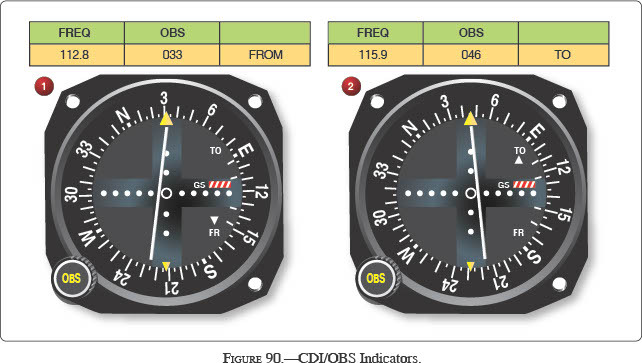 FREQ OBS
112.8 033 FROM
FREQ OBS
115.9 046 TO
1
N 3 6 E 12 15 S 21 24 W 30 33
TO
GS
FR
OBS
2
N 3 6 E 12 15 S 21 24 W 30 33
TO
GS
FR
OBS
FIGURE 90.—CDI/OBS Indicators.